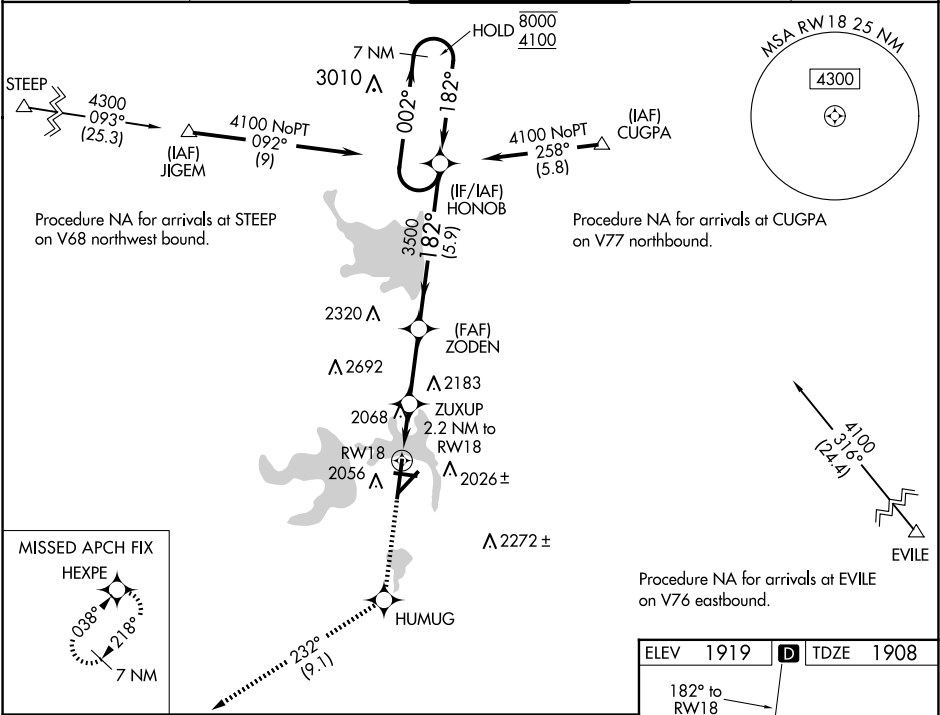 HOLD 8000
4100
7 NM
3010
002°
182°
MSA RW18 25 NM
4300
STEEP
4300
093°
(25.3)
4100 NoPT
092°
(9)
(IAF)
JIGEM
4100 NoPT
258°
(5.8)
(IAF)
CUGPA
(IF/IAF)
HONOB
Procedure NA for arrivals at STEEP
on V68 northwest bound.
Procedure NA for arrivals at CUGPA
on V77 northbound.
3500
182°
(5.9)
2320
(FAF)
ZODEN
2692
2183
2068
ZUXUP
2.2 NM to
RW18
RW18
2056
2026±
4100
316°
(24.4)
EVILE
2272±
MISSED APCH FIX
HEXPE
038°
218°
7 NM
HUMUG
232°
(9.1)
Procedure NA for arrivals at EVILE
on V76 eastbound.
ELEV 1919 D TDZE 1908
182° to
RW18